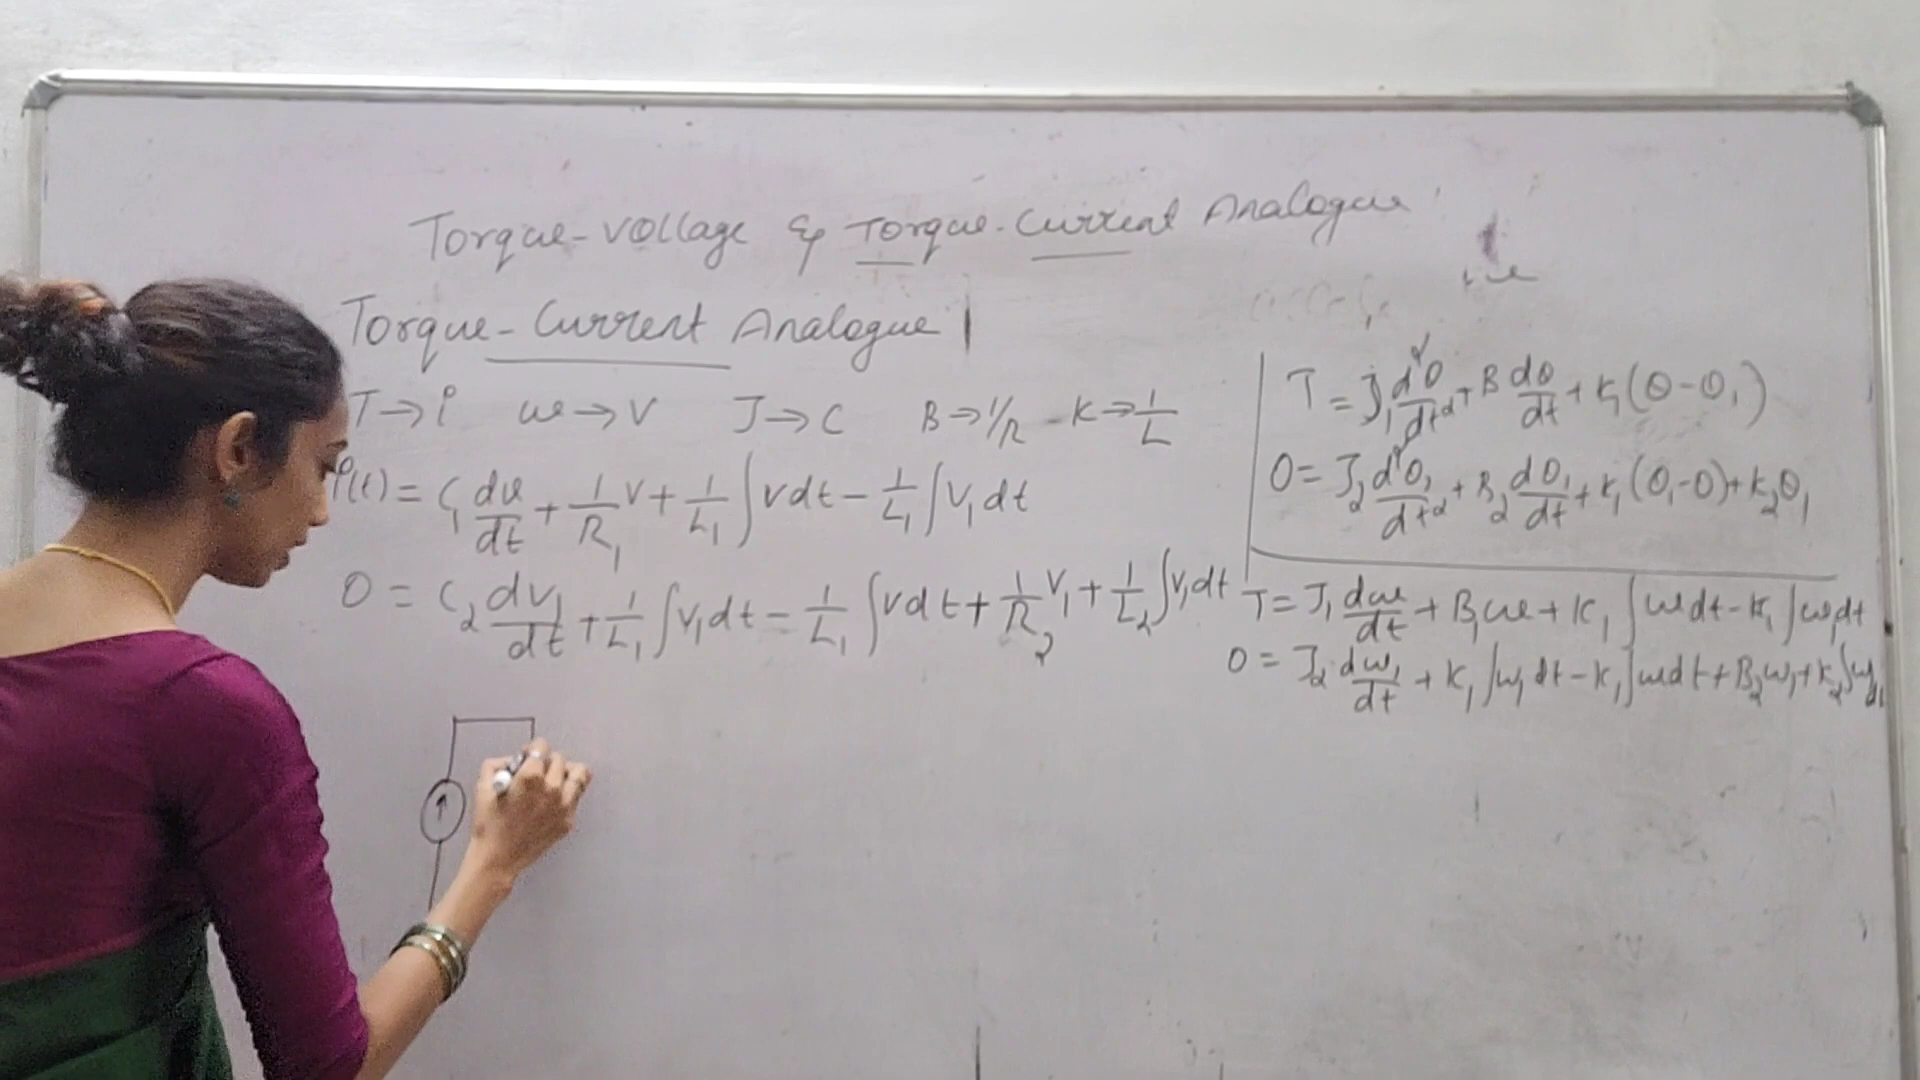 Torque-Voltage & Torque-Current Analogue
Torque-Current Analogue
T→i ω→V J→C B→1/R K→1/L
i(t) = C₁ dv/dt + 1/R₁ V + 1/L₁ ∫vdt − 1/L₁ ∫V₁dt
0 = C₂ dv₁/dt + 1/L₁ ∫V₁dt − 1/L₁ ∫vdt + 1/R₂ V₁ + 1/L₂ ∫V₁dt
T = J₁ d²θ/dt² + B dθ/dt + K₁(θ-θ₁)
0 = J₂ d²θ₁/dt² + B₂ dθ₁/dt + K₁(θ₁-θ) + K₂θ₁
T = J₁ dω/dt + B₁ω + K₁ ∫ωdt − K₁ ∫ω₁dt
0 = J₂ dω₁/dt + K₁ ∫ω₁dt − K₁ ∫ωdt + B₂ω₁ + K₂ ∫ω₁dt